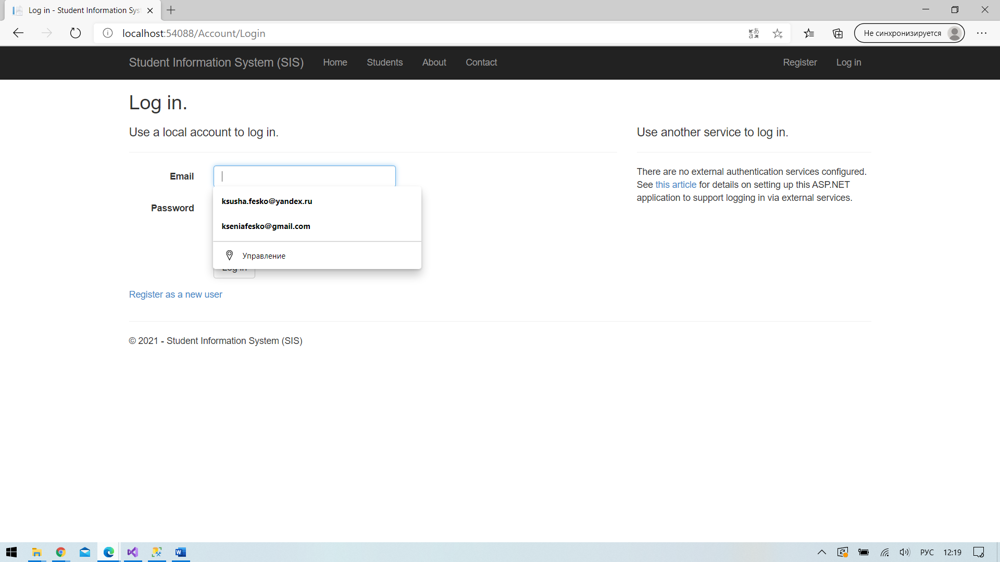 Log in - Student Information Sys
localhost:54088/Account/Login
Не синхронизируется
Student Information System (SIS)
Home
Students
About
Contact
Register
Log in
Log in.
Use a local account to log in.
Use another service to log in.
Email
Password
ksusha.fesko@yandex.ru
kseniafesko@gmail.com
Управление
Log in
There are no external authentication services configured.
See this article for details on setting up this ASP.NET
application to support logging in via external services.
Register as a new user
© 2021 - Student Information System (SIS)
РУС
12:19